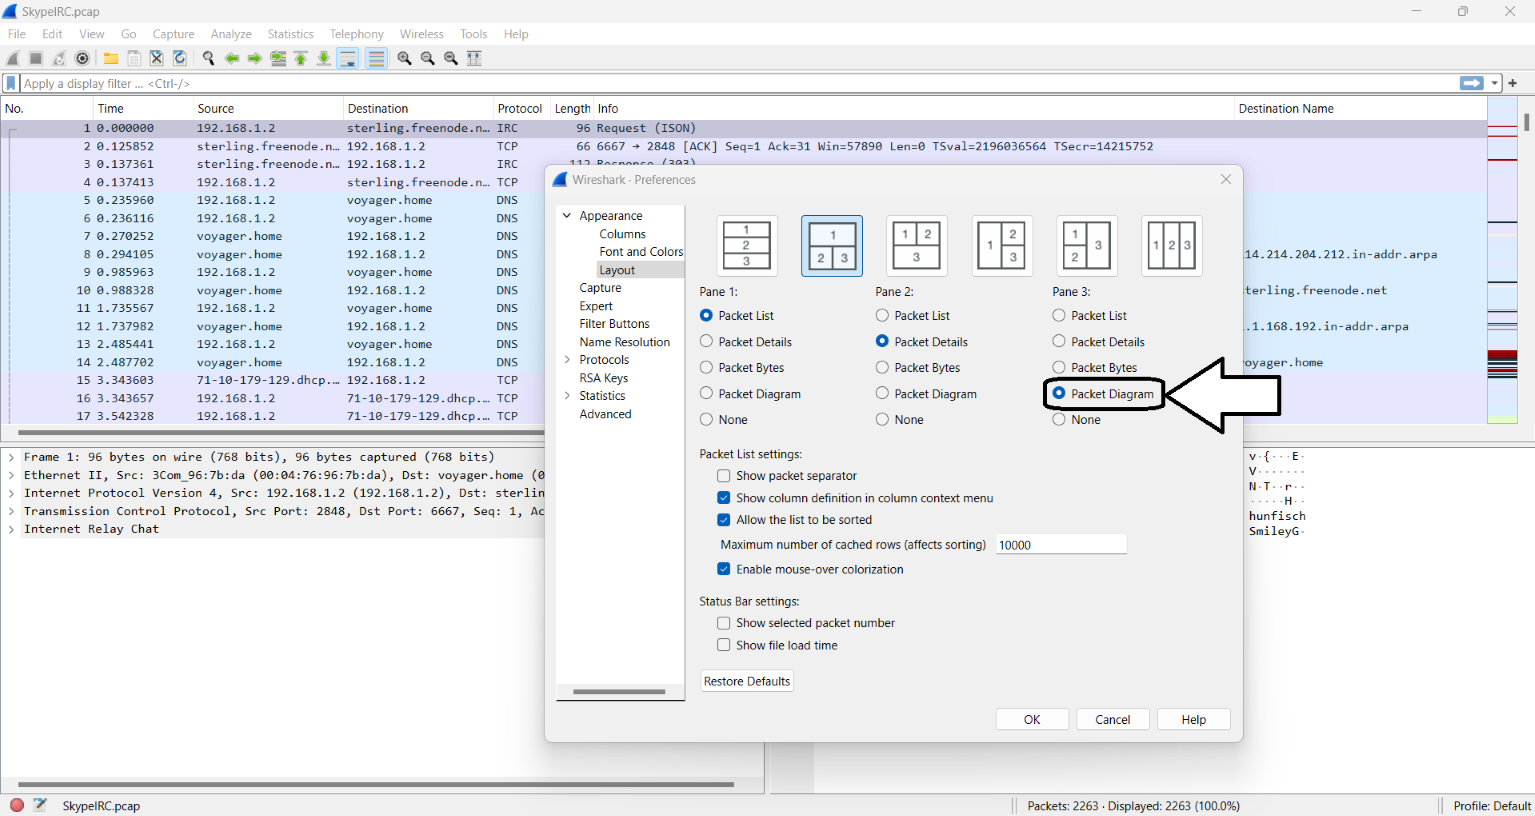 SkypeIRC.pcap
File Edit View Go Capture Analyze Statistics Telephony Wireless Tools Help
Apply a display filter ... <Ctrl-/>
No. Time Source Destination Protocol Length Info Destination Name
1 0.000000 192.168.1.2 sterling.freenode.n… IRC 96 Request (ISON)
2 0.125852 sterling.freenode.n… 192.168.1.2 TCP 66 6667 → 2848 [ACK] Seq=1 Ack=31 Win=57890 Len=0 TSval=2196036564 TSecr=14215752
3 0.137361 sterling.freenode.n… 192.168.1.2 IRC 112 Response (303)
4 0.137413 192.168.1.2 sterling.freenode.n… TCP
5 0.235960 192.168.1.2 voyager.home DNS
6 0.236116 192.168.1.2 voyager.home DNS
7 0.270252 voyager.home 192.168.1.2 DNS
8 0.294105 voyager.home 192.168.1.2 DNS 14.214.204.212.in-addr.arpa
9 0.985963 192.168.1.2 voyager.home DNS
10 0.988328 voyager.home 192.168.1.2 DNS terling.freenode.net
11 1.735567 192.168.1.2 voyager.home DNS
12 1.737982 voyager.home 192.168.1.2 DNS .1.168.192.in-addr.arpa
13 2.485441 192.168.1.2 voyager.home DNS
14 2.487702 voyager.home 192.168.1.2 DNS voyager.home
15 3.343603 71-10-179-129.dhcp.… 192.168.1.2 TCP
16 3.343657 192.168.1.2 71-10-179-129.dhcp.… TCP
17 3.542328 192.168.1.2 71-10-179-129.dhcp.… TCP
Frame 1: 96 bytes on wire (768 bits), 96 bytes captured (768 bits)
Ethernet II, Src: 3Com_96:7b:da (00:04:76:96:7b:da), Dst: voyager.home (0
Internet Protocol Version 4, Src: 192.168.1.2 (192.168.1.2), Dst: sterlin
Transmission Control Protocol, Src Port: 2848, Dst Port: 6667, Seq: 1, Ac
Internet Relay Chat
v·{···E·
V·······
N·T··r··
·····H··
hunfisch
SmileyG·
Wireshark · Preferences
Appearance
Columns
Font and Colors
Layout
Capture
Expert
Filter Buttons
Name Resolution
Protocols
RSA Keys
Statistics
Advanced
1 2 3
1 2 3
1 2 3
1 2 3
1 2 3
1 2 3
Pane 1: Pane 2: Pane 3:
Packet List Packet List Packet List
Packet Details Packet Details Packet Details
Packet Bytes Packet Bytes Packet Bytes
Packet Diagram Packet Diagram Packet Diagram
None None None
Packet List settings:
Show packet separator
Show column definition in column context menu
Allow the list to be sorted
Maximum number of cached rows (affects sorting) 10000
Enable mouse-over colorization
Status Bar settings:
Show selected packet number
Show file load time
Restore Defaults
OK Cancel Help
SkypeIRC.pcap Packets: 2263 · Displayed: 2263 (100.0%) Profile: Default